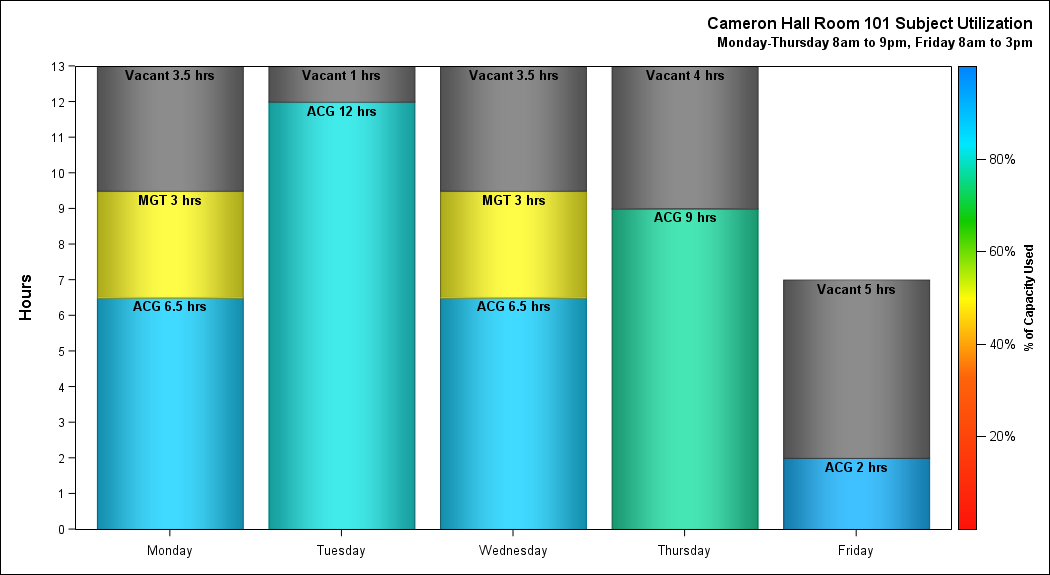 Cameron Hall Room 101 Subject Utilization
Monday-Thursday 8am to 9pm, Friday 8am to 3pm
Hours
13
12
11
10
9
8
7
6
5
4
3
2
1
0
Vacant 3.5 hrs
MGT 3 hrs
ACG 6.5 hrs
Vacant 1 hrs
ACG 12 hrs
Vacant 3.5 hrs
MGT 3 hrs
ACG 6.5 hrs
Vacant 4 hrs
ACG 9 hrs
Vacant 5 hrs
ACG 2 hrs
Monday
Tuesday
Wednesday
Thursday
Friday
80%
60%
40%
20%
% of Capacity Used